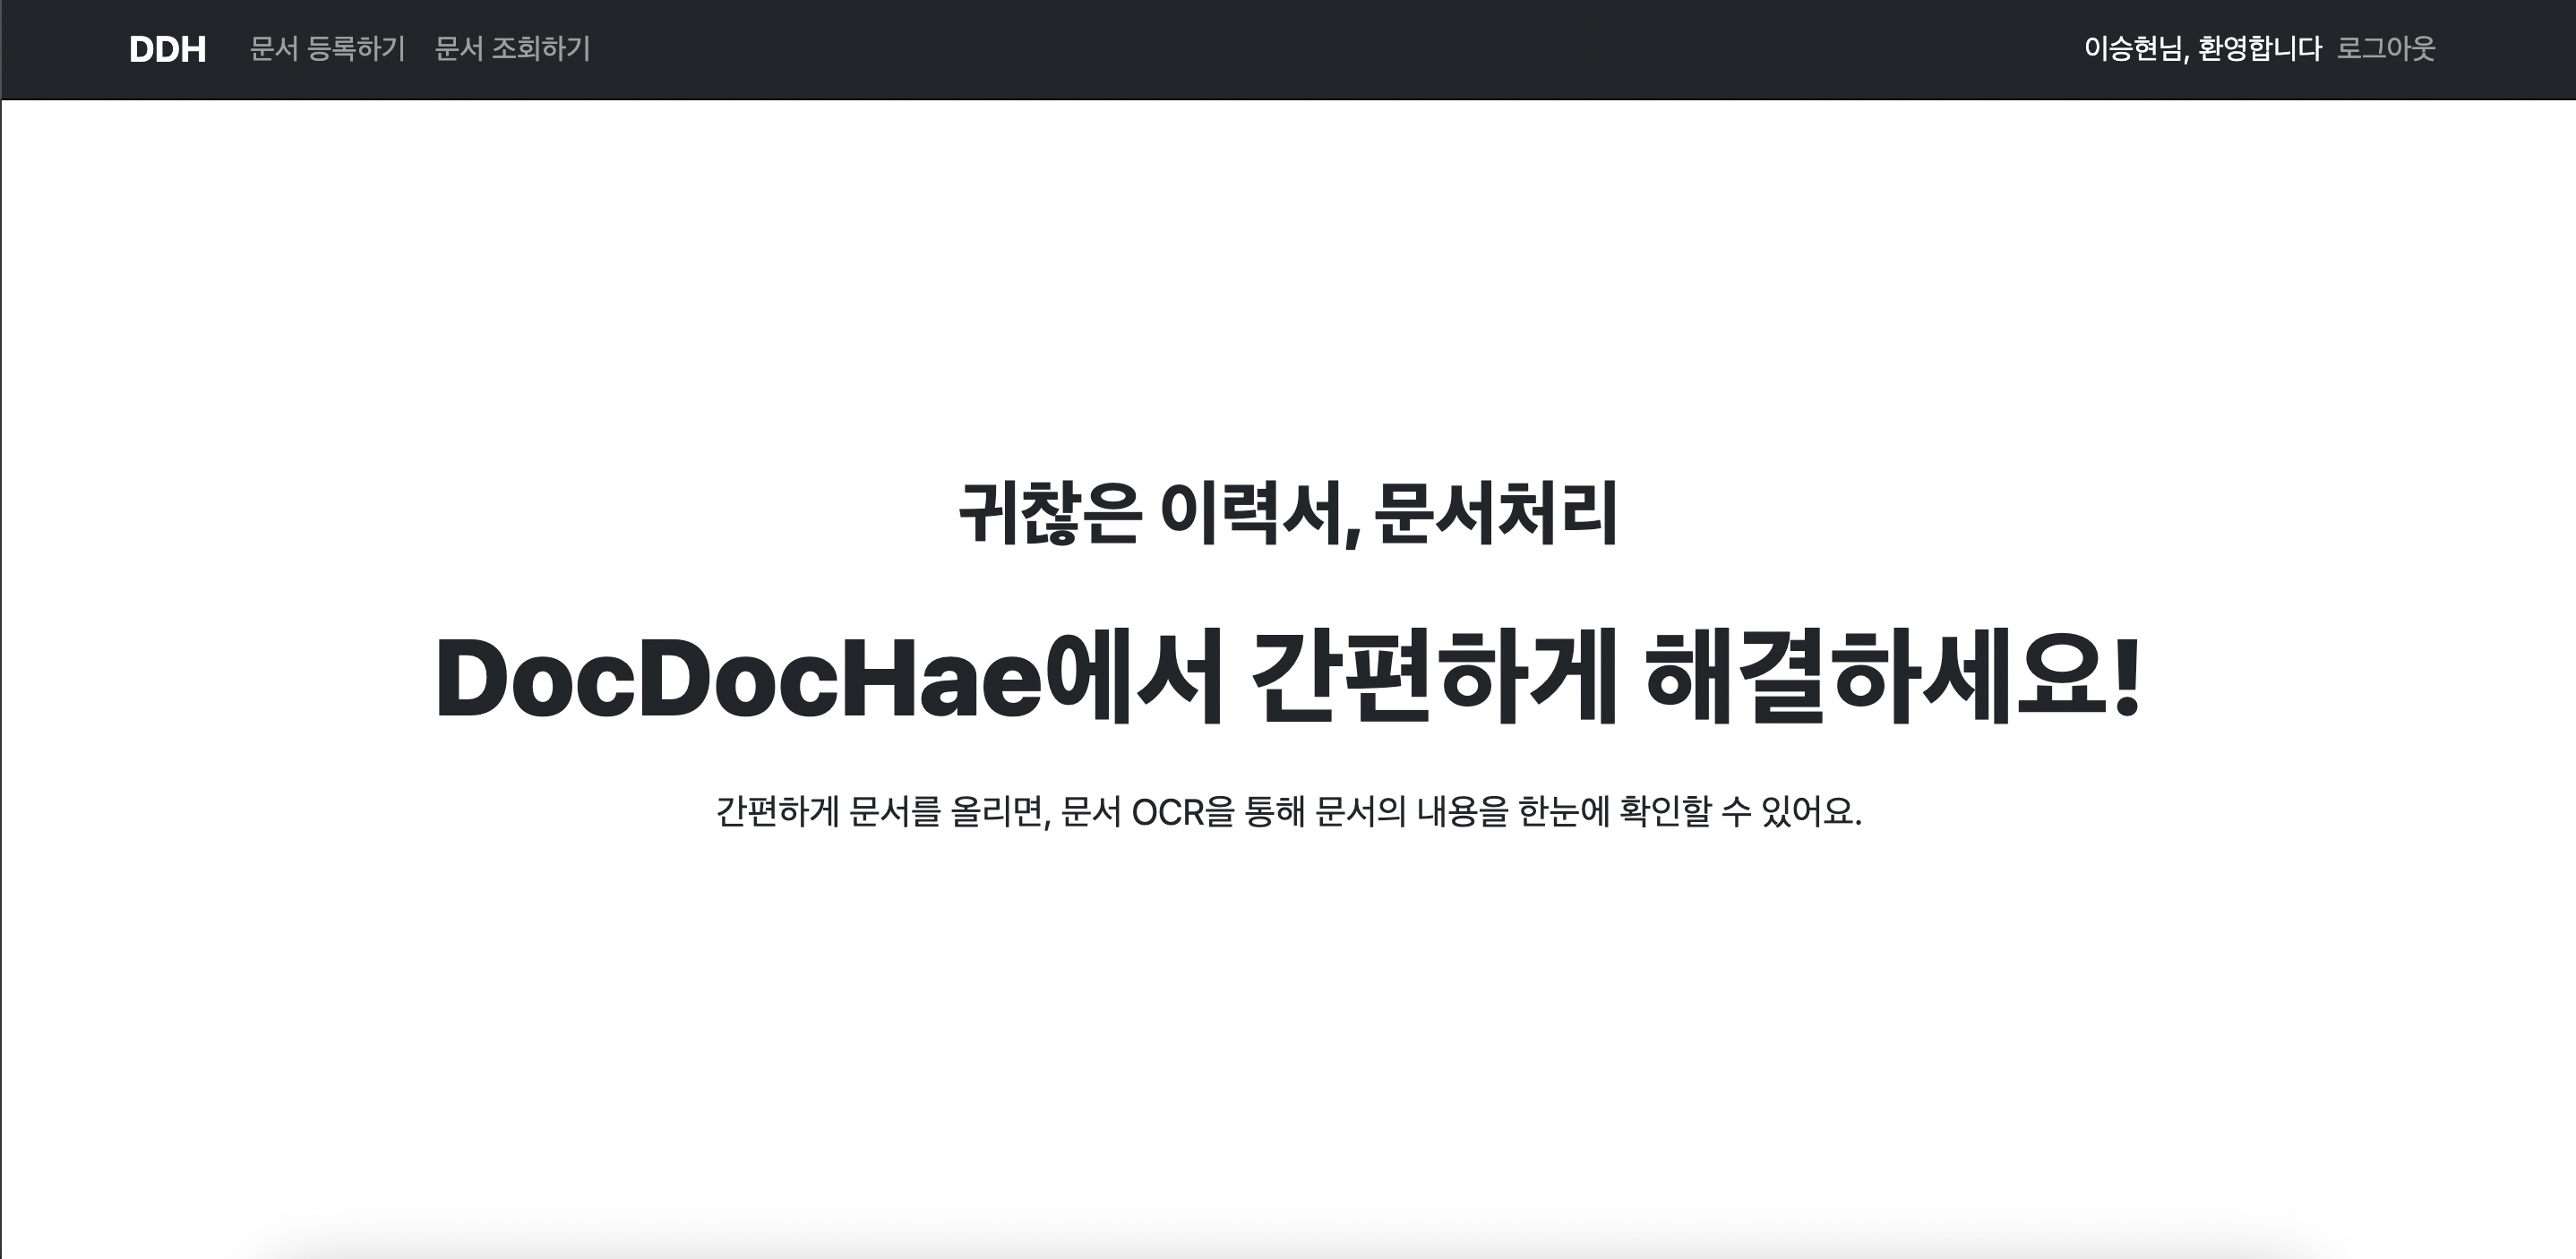 DDH 문서 등록하기 문서 조회하기 이승현님, 환영합니다 로그아웃
귀찮은 이력서, 문서처리
DocDocHae에서 간편하게 해결하세요!
간편하게 문서를 올리면, 문서 OCR을 통해 문서의 내용을 한눈에 확인할 수 있어요.